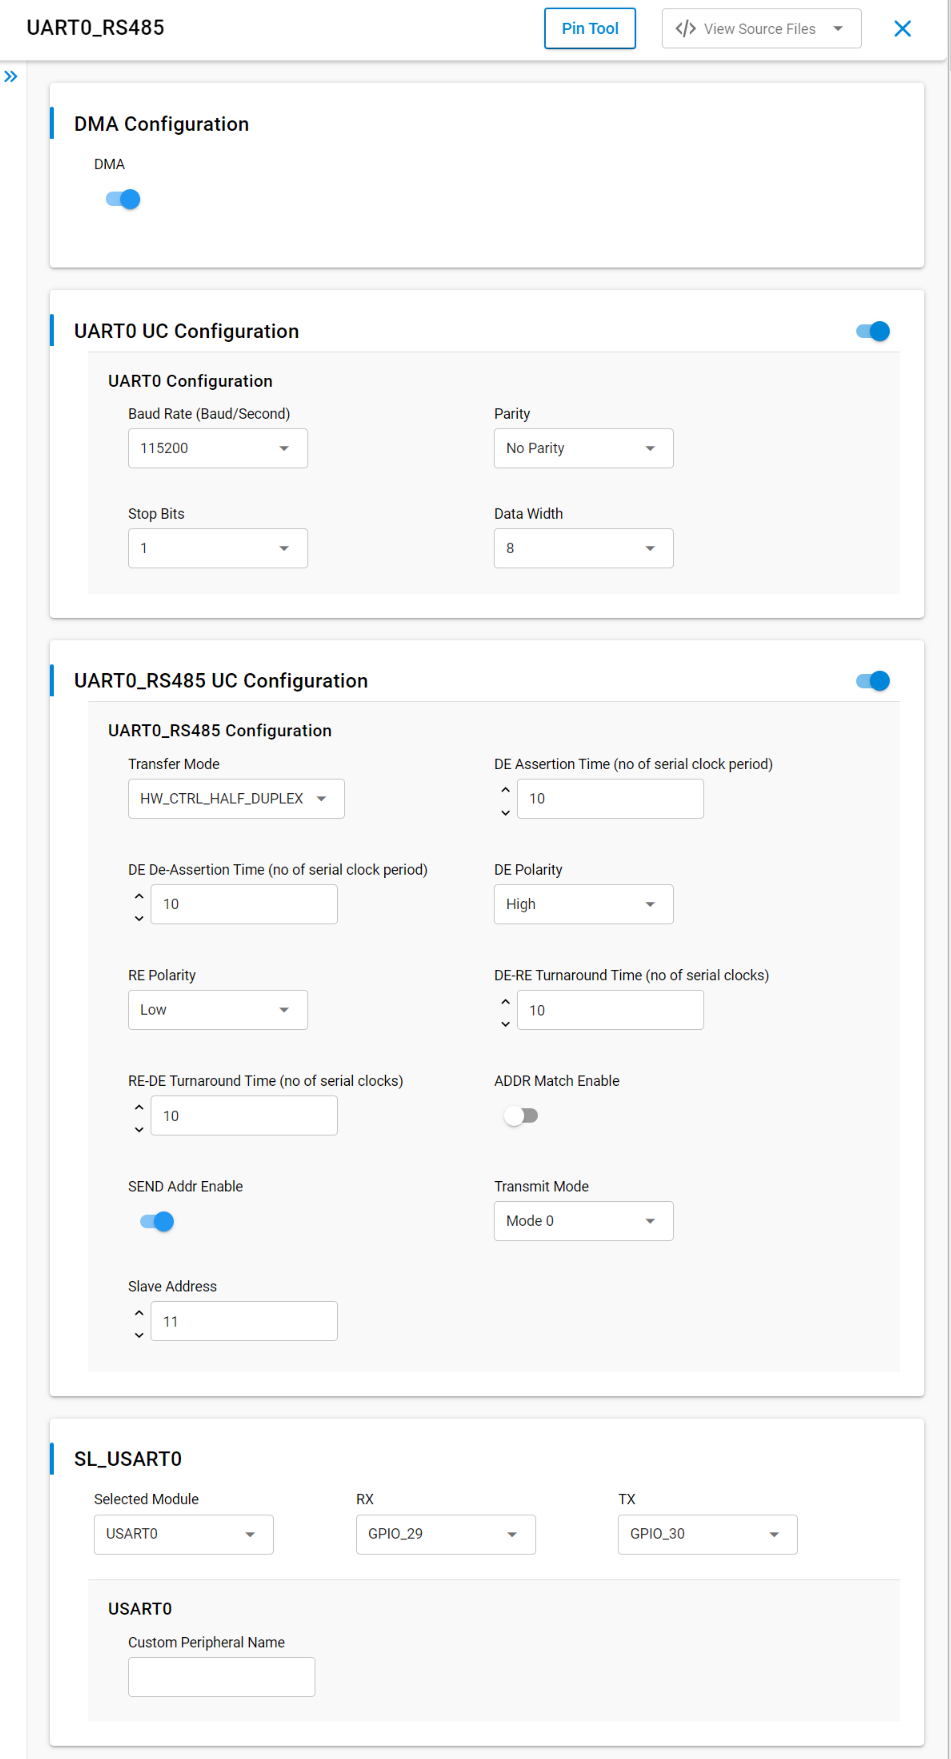 UART0_RS485
Pin Tool
</> View Source Files
DMA Configuration
DMA
UART0 UC Configuration
UART0 Configuration
Baud Rate (Baud/Second) Parity
115200 No Parity
Stop Bits Data Width
1 8
UART0_RS485 UC Configuration
UART0_RS485 Configuration
Transfer Mode DE Assertion Time (no of serial clock period)
HW_CTRL_HALF_DUPLEX 10
DE De-Assertion Time (no of serial clock period) DE Polarity
10 High
RE Polarity DE-RE Turnaround Time (no of serial clocks)
Low 10
RE-DE Turnaround Time (no of serial clocks) ADDR Match Enable
10
SEND Addr Enable Transmit Mode
Mode 0
Slave Address
11
SL_USART0
Selected Module RX TX
USART0 GPIO_29 GPIO_30
USART0
Custom Peripheral Name